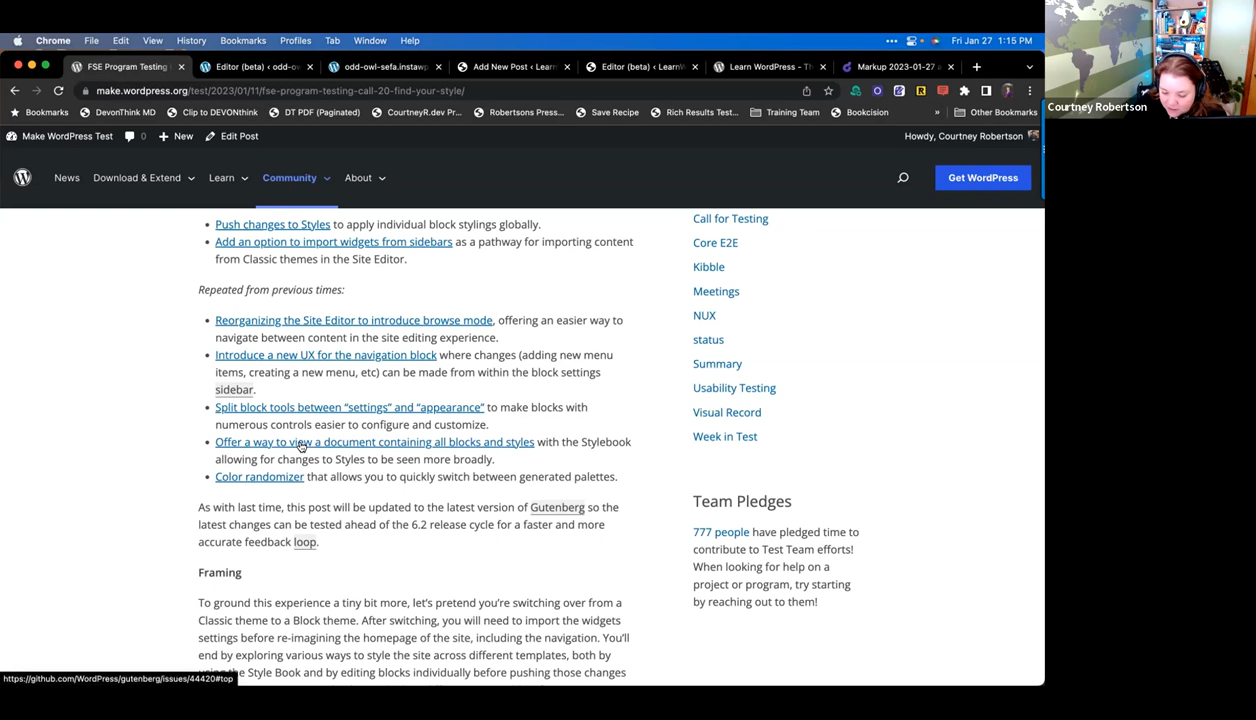 Chrome File Edit View History Bookmarks Profiles Tab Window Help Fri Jan 27 1:15 PM
FSE Program Testing Editor (beta) ‹ odd-ow odd-owl-sefa.instawp Add New Post ‹ Learn Editor (beta) ‹ LearnW Learn WordPress – Th Markup 2023-01-27 a
make.wordpress.org/test/2023/01/11/fse-program-testing-call-20-find-your-style/
Bookmarks DevonThink MD Clip to DEVONthink DT PDF (Paginated) CourtneyR.dev Pr... Robertsons Press... Save Recipe Rich Results Test... Training Team Bookcision » Other Bookmarks
Make WordPress Test 0 New Edit Post Howdy, Courtney Robertson
Courtney Robertson
News Download & Extend Learn Community About Get WordPress
Push changes to Styles to apply individual block stylings globally.
Add an option to import widgets from sidebars as a pathway for importing content
from Classic themes in the Site Editor.
Repeated from previous times:
Reorganizing the Site Editor to introduce browse mode, offering an easier way to
navigate between content in the site editing experience.
Introduce a new UX for the navigation block where changes (adding new menu
items, creating a new menu, etc) can be made from within the block settings
sidebar.
Split block tools between “settings” and “appearance” to make blocks with
numerous controls easier to configure and customize.
Offer a way to view a document containing all blocks and styles with the Stylebook
allowing for changes to Styles to be seen more broadly.
Color randomizer that allows you to quickly switch between generated palettes.
As with last time, this post will be updated to the latest version of Gutenberg so the
latest changes can be tested ahead of the 6.2 release cycle for a faster and more
accurate feedback loop.
Framing
To ground this experience a tiny bit more, let’s pretend you’re switching over from a
Classic theme to a Block theme. After switching, you will need to import the widgets
settings before re-imagining the homepage of the site, including the navigation. You’ll
end by exploring various ways to style the site across different templates, both by
the Style Book and by editing blocks individually before pushing those changes
https://github.com/WordPress/gutenberg/issues/44420#top
Call for Testing
Core E2E
Kibble
Meetings
NUX
status
Summary
Usability Testing
Visual Record
Week in Test
Team Pledges
777 people have pledged time to
contribute to Test Team efforts!
When looking for help on a
project or program, try starting
by reaching out to them!